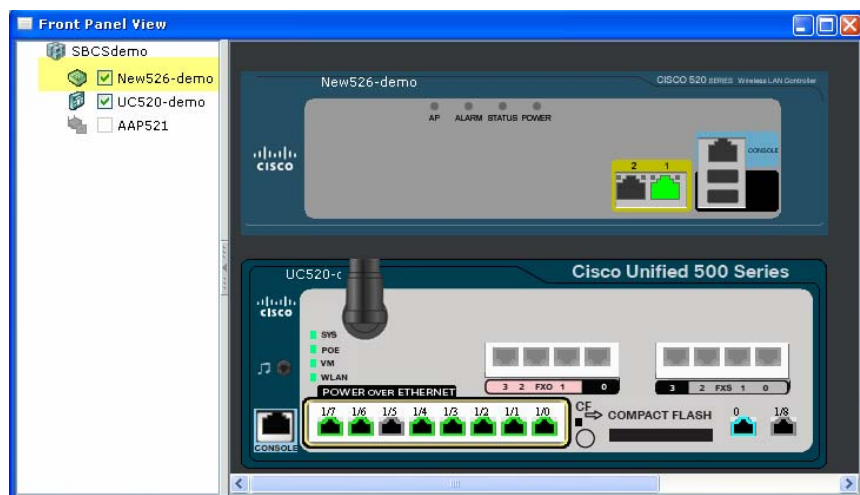 Front Panel View
SBCSdemo
New526-demo
UC520-demo
AAP521
New526-demo
CISCO 520 SERIES Wireless LAN Controller
AP ALARM STATUS POWER
CISCO
2 1
CONSOLE
UC520-
Cisco Unified 500 Series
CISCO
SYS
POE
VM
WLAN
POWER OVER ETHERNET
3 2 FXO 1 0
3 2 FXS 1 0
1/7 1/6 1/5 1/4 1/3 1/2 1/1 1/0
CF
COMPACT FLASH
0 1/8
CONSOLE